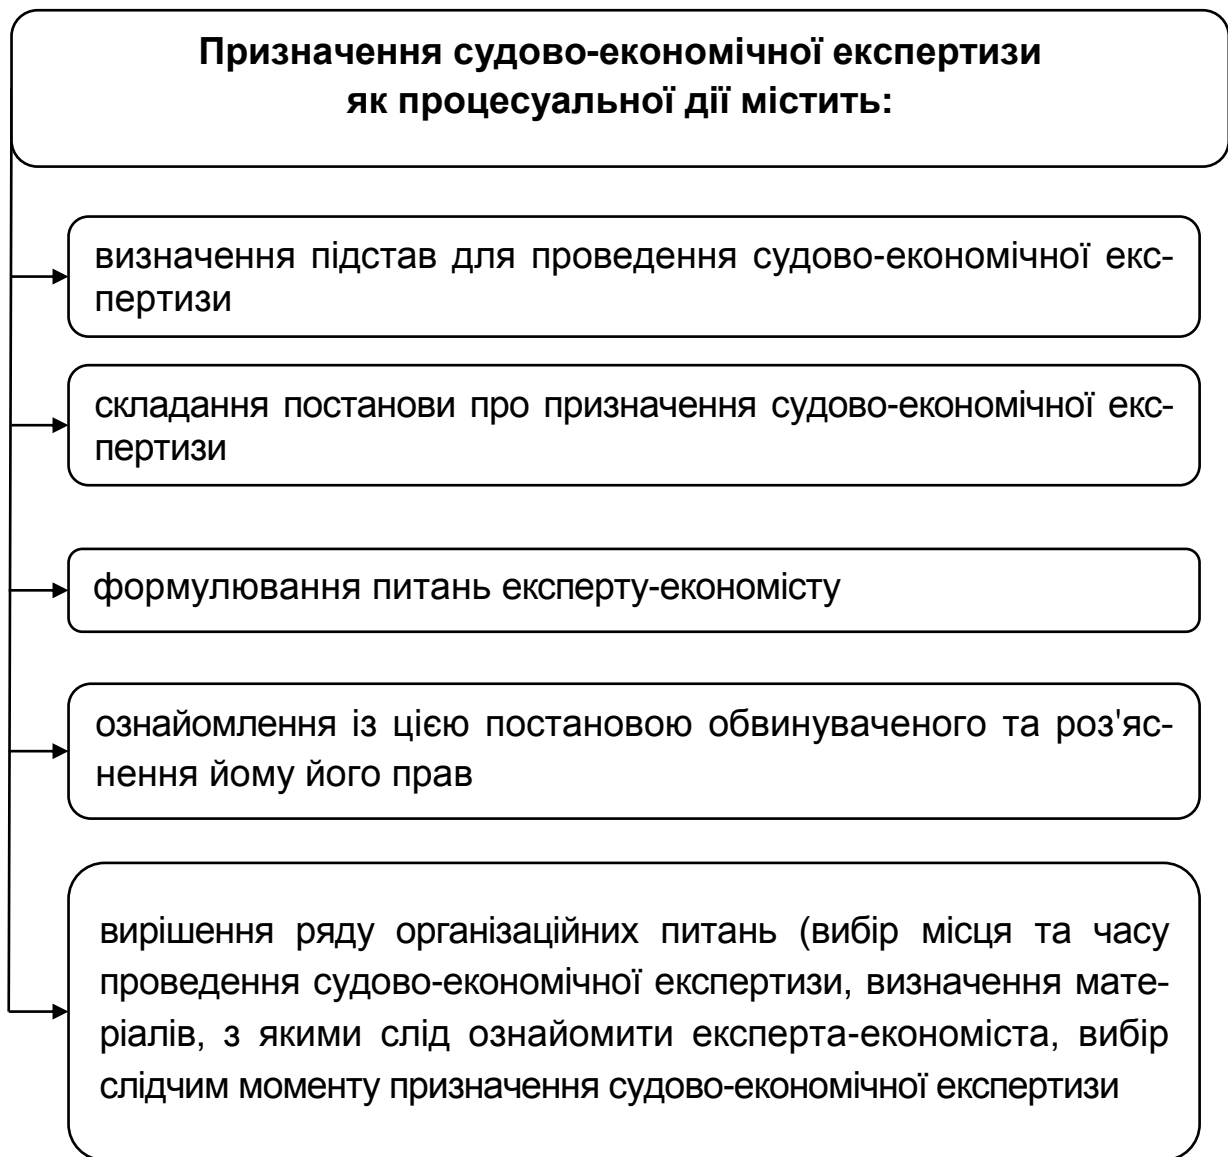 Призначення судово-економічної експертизи
як процесуальної дії містить:
визначення підстав для проведення судово-економічної екс-
пертизи
складання постанови про призначення судово-економічної екс-
пертизи
формулювання питань експерту-економісту
ознайомлення із цією постановою обвинуваченого та роз'яс-
нення йому його прав
вирішення ряду організаційних питань (вибір місця та часу
проведення судово-економічної експертизи, визначення мате-
ріалів, з якими слід ознайомити експерта-економіста, вибір
слідчим моменту призначення судово-економічної експертизи